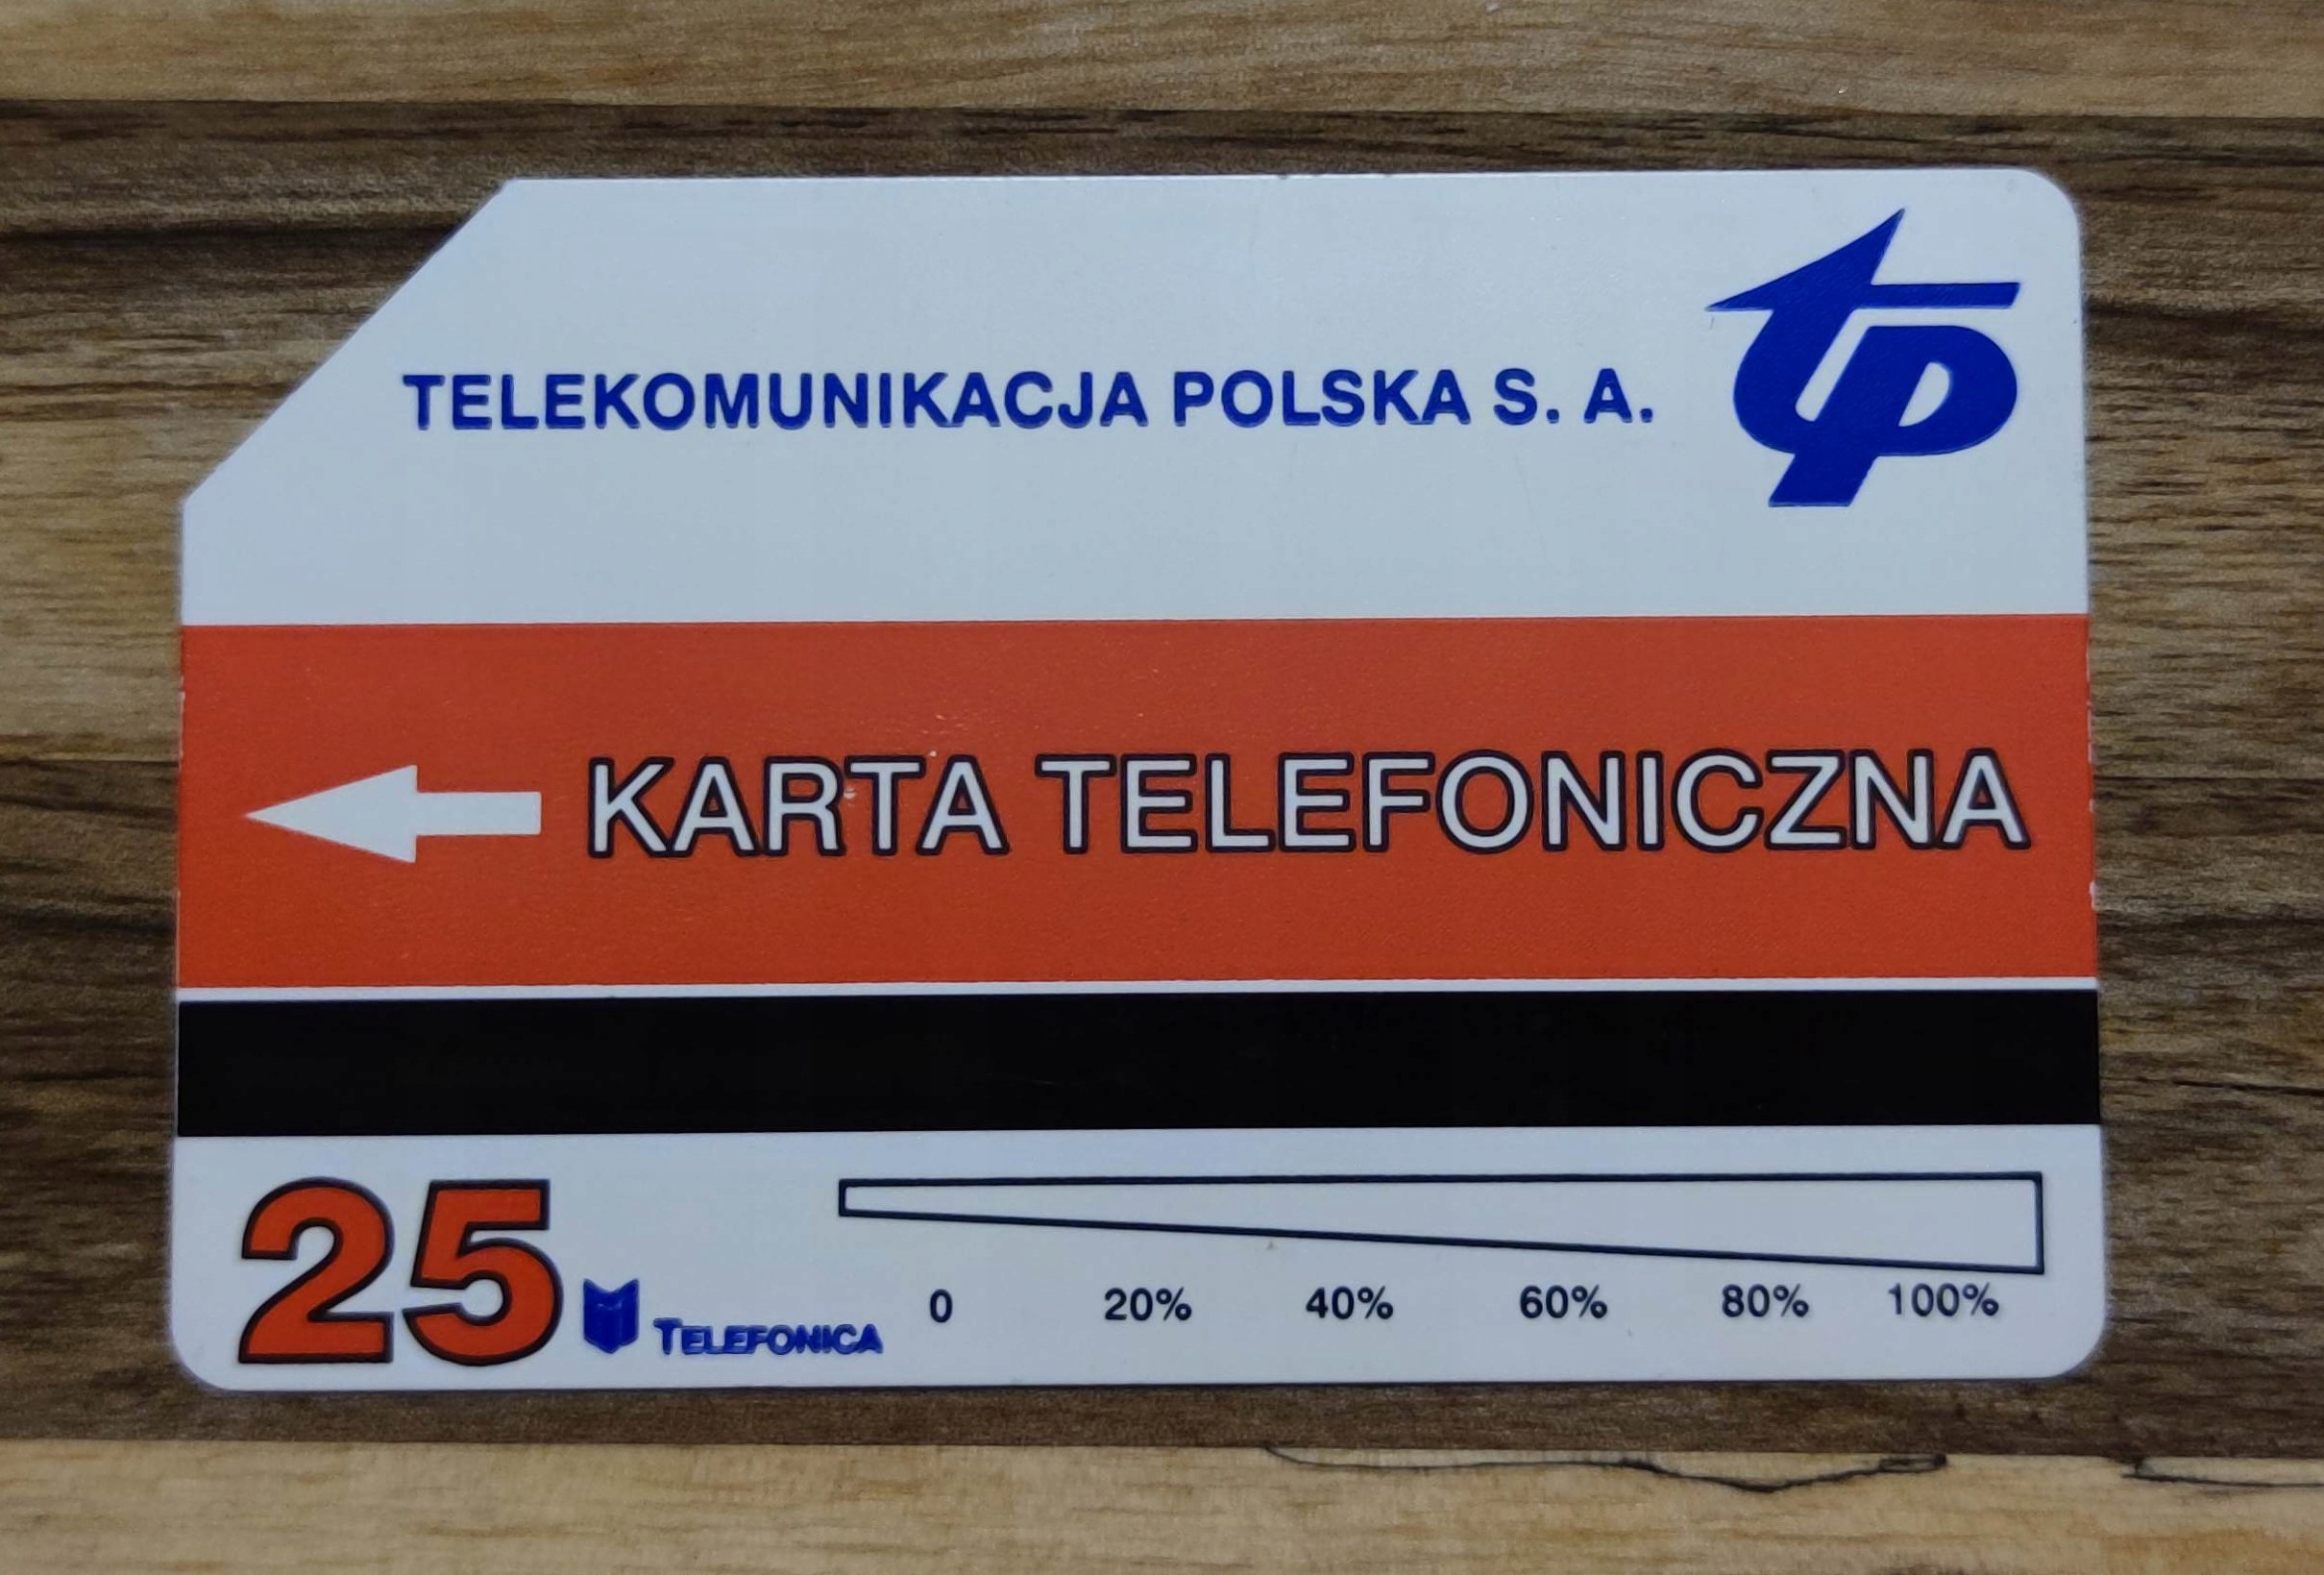 tp
TELEKOMUNIKACJA POLSKA S. A.
KARTA TELEFONICZNA
25
TELEFONICA
0 20% 40% 60% 80% 100%